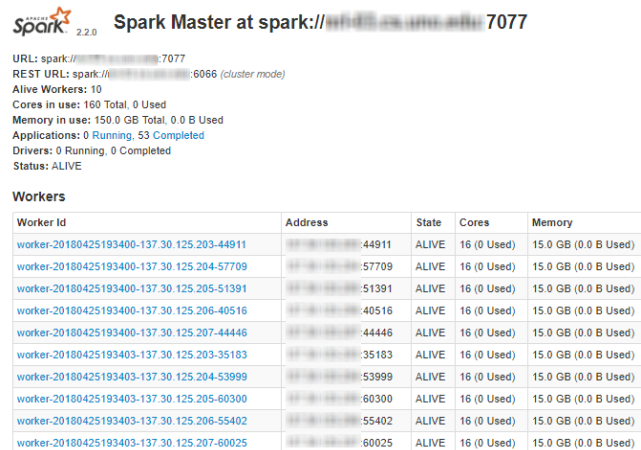 APACHE Spark 2.2.0 Spark Master at spark:// 7077
URL: spark:// :7077
REST URL: spark:// :6066 (cluster mode)
Alive Workers: 10
Cores in use: 160 Total, 0 Used
Memory in use: 150.0 GB Total, 0.0 B Used
Applications: 0 Running, 53 Completed
Drivers: 0 Running, 0 Completed
Status: ALIVE
Workers
Worker Id Address State Cores Memory
worker-20180425193400-137.30.125.203-44911 :44911 ALIVE 16 (0 Used) 15.0 GB (0.0 B Used)
worker-20180425193400-137.30.125.204-57709 :57709 ALIVE 16 (0 Used) 15.0 GB (0.0 B Used)
worker-20180425193400-137.30.125.205-51391 :51391 ALIVE 16 (0 Used) 15.0 GB (0.0 B Used)
worker-20180425193400-137.30.125.206-40516 :40516 ALIVE 16 (0 Used) 15.0 GB (0.0 B Used)
worker-20180425193400-137.30.125.207-44446 :44446 ALIVE 16 (0 Used) 15.0 GB (0.0 B Used)
worker-20180425193403-137.30.125.203-35183 :35183 ALIVE 16 (0 Used) 15.0 GB (0.0 B Used)
worker-20180425193403-137.30.125.204-53999 :53999 ALIVE 16 (0 Used) 15.0 GB (0.0 B Used)
worker-20180425193403-137.30.125.205-60300 :60300 ALIVE 16 (0 Used) 15.0 GB (0.0 B Used)
worker-20180425193403-137.30.125.206-55402 :55402 ALIVE 16 (0 Used) 15.0 GB (0.0 B Used)
worker-20180425193403-137.30.125.207-60025 :60025 ALIVE 16 (0 Used) 15.0 GB (0.0 B Used)